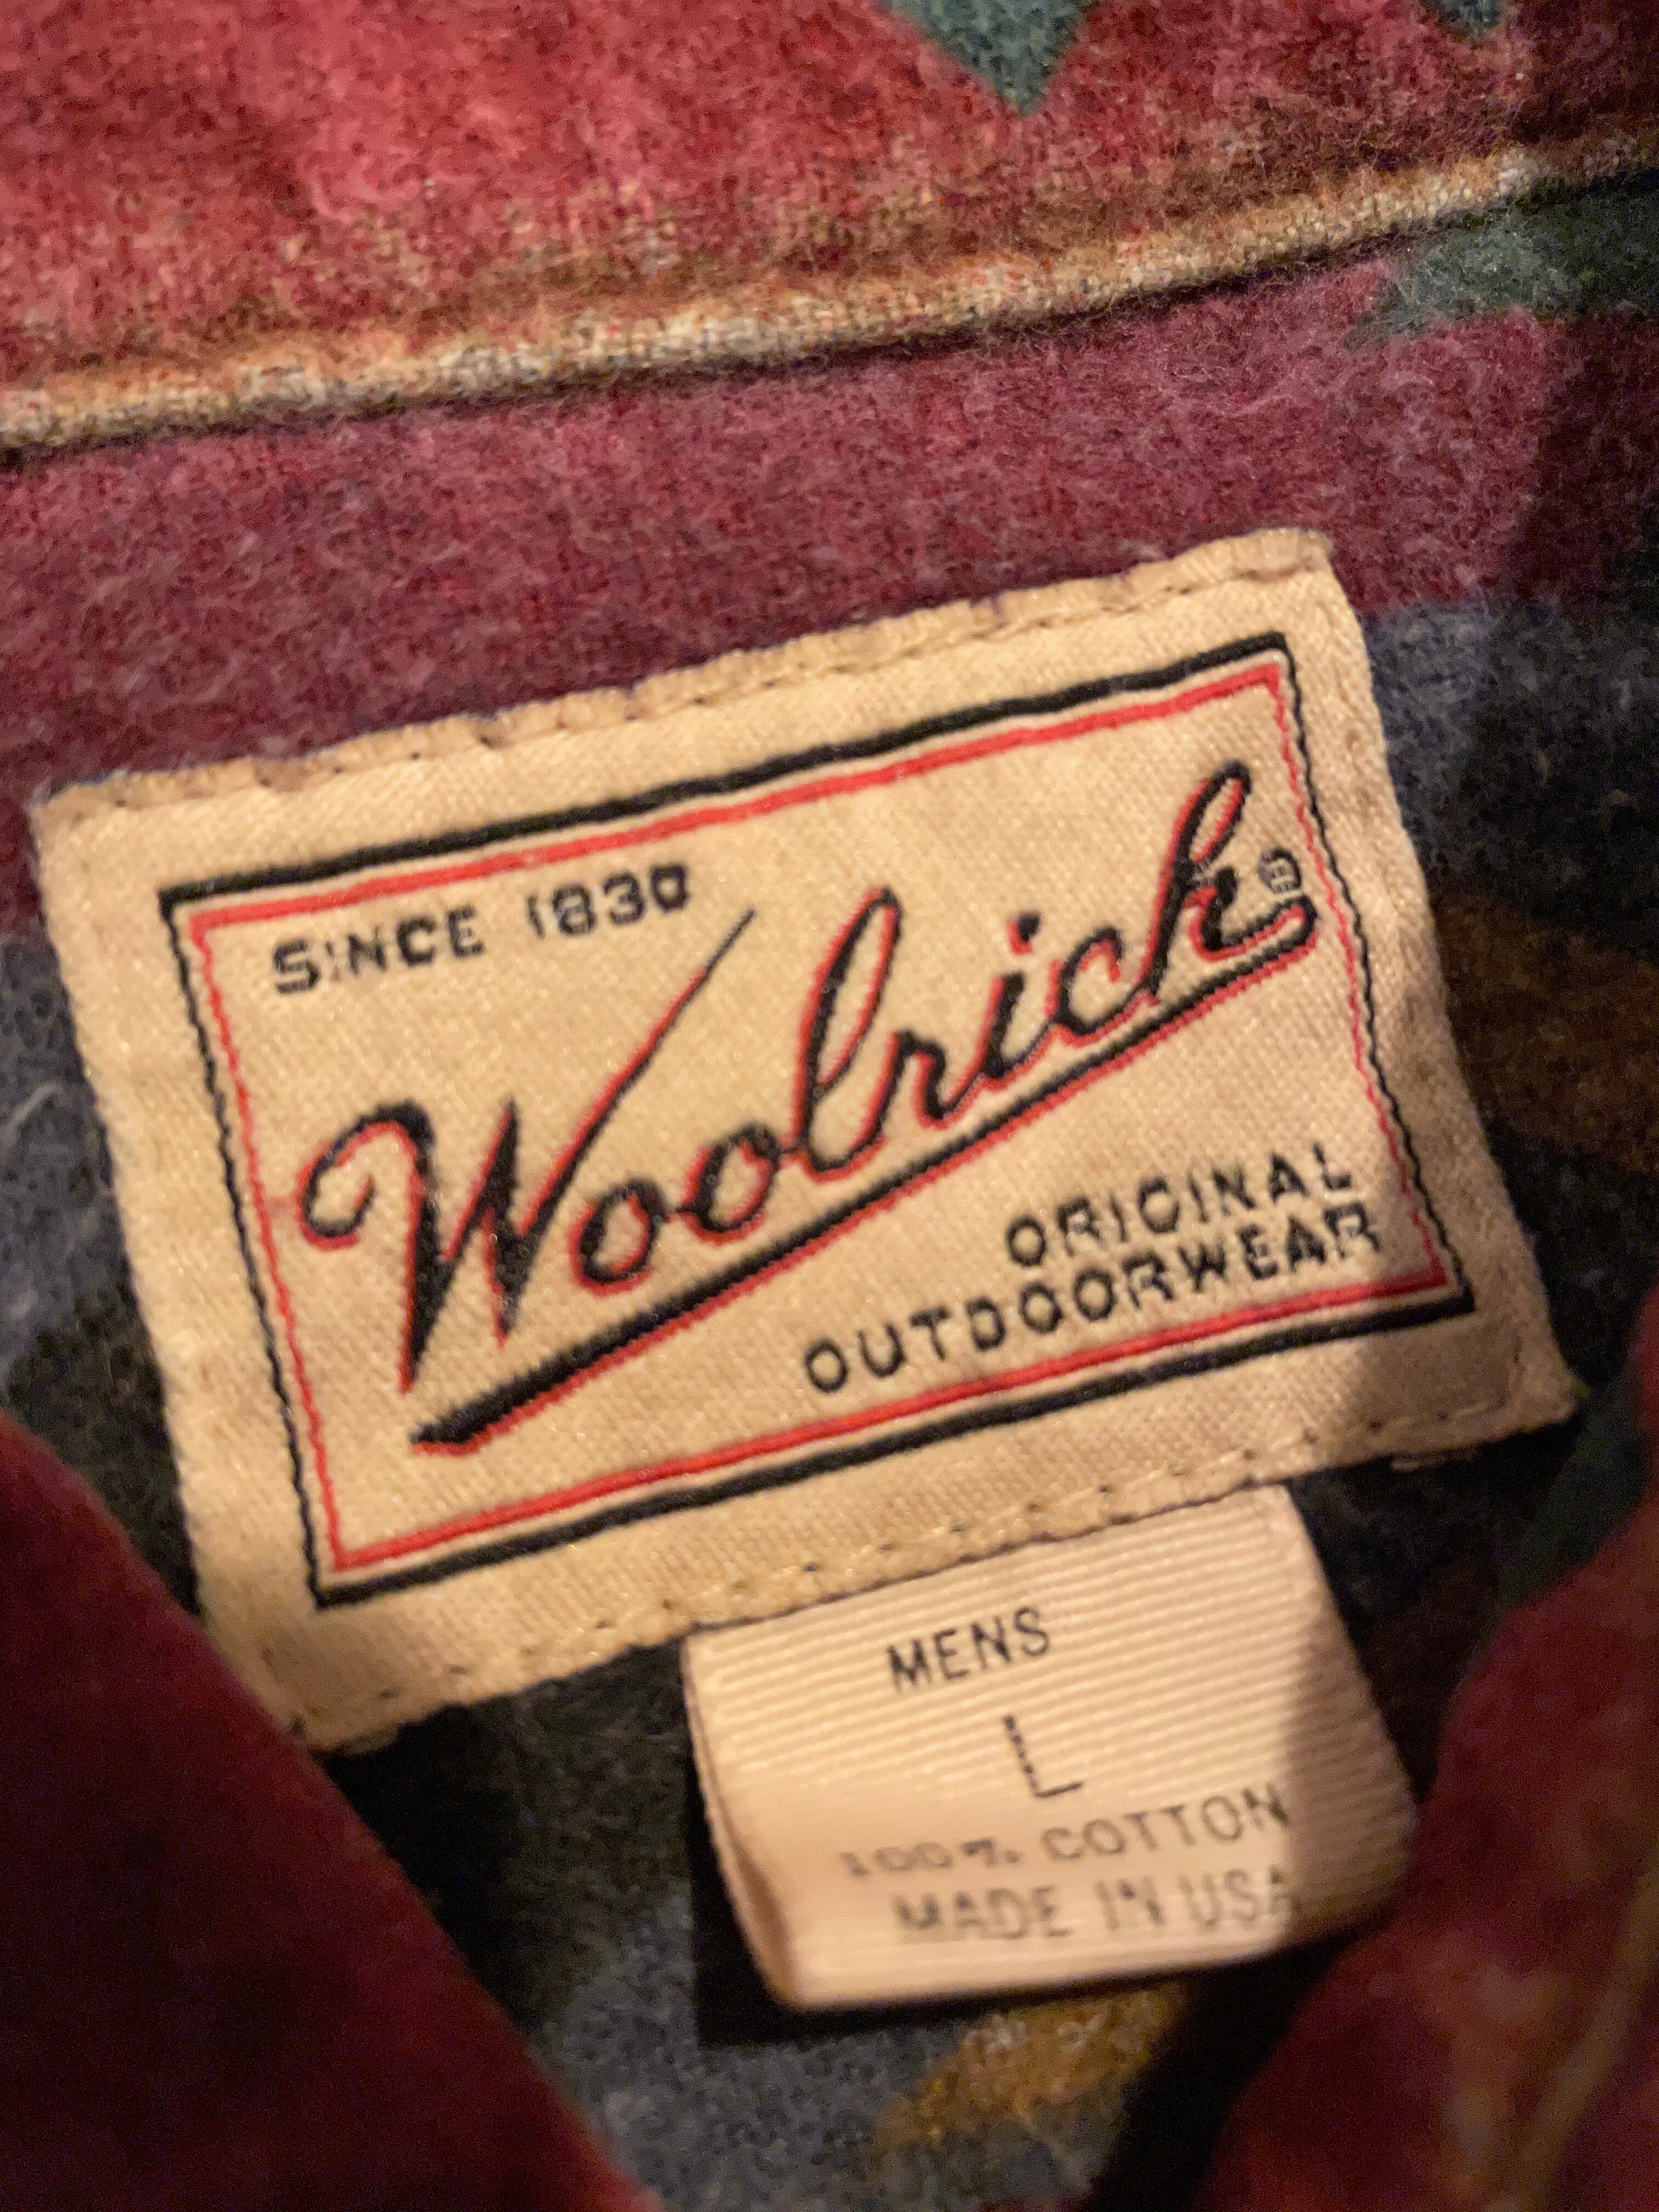 SINCE 1830
Woolrich®
ORIGINAL
OUTDOORWEAR
MENS
L
100% COTTON
MADE IN USA